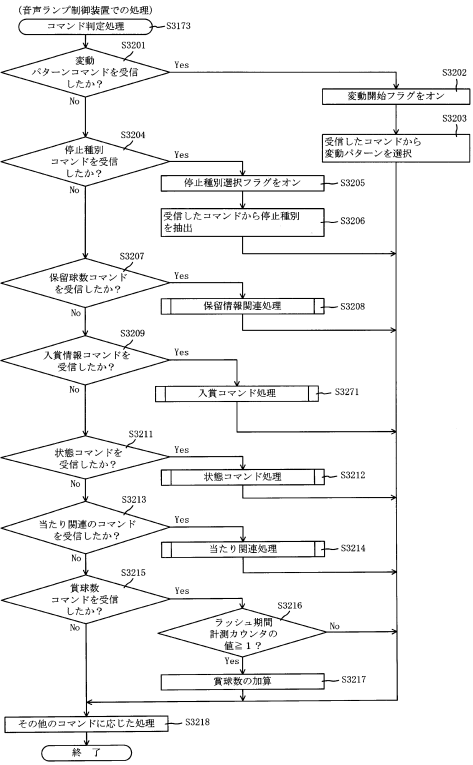 (音声ランプ制御装置での処理)
コマンド判定処理
S3173
S3201
変動
パターンコマンドを受信
したか?
Yes
No
S3202
変動開始フラグをオン
S3203
受信したコマンドから
変動パターンを選択
S3204
停止種別
コマンドを受信
したか?
Yes
No
停止種別選択フラグをオン
S3205
受信したコマンドから停止種別
を抽出
S3206
S3207
保留球数コマンド
を受信したか?
Yes
No
保留情報関連処理
S3208
S3209
入賞情報コマンドを
受信したか?
Yes
No
入賞コマンド処理
S3271
S3211
状態コマンドを
受信したか?
Yes
No
状態コマンド処理
S3212
S3213
当たり関連のコマンド
を受信したか?
Yes
No
当たり関連処理
S3214
S3215
賞球数
コマンドを受信
したか?
Yes
No
S3216
ラッシュ期間
計測カウンタの
値≧1?
No
Yes
賞球数の加算
S3217
その他のコマンドに応じた処理
S3218
終 了